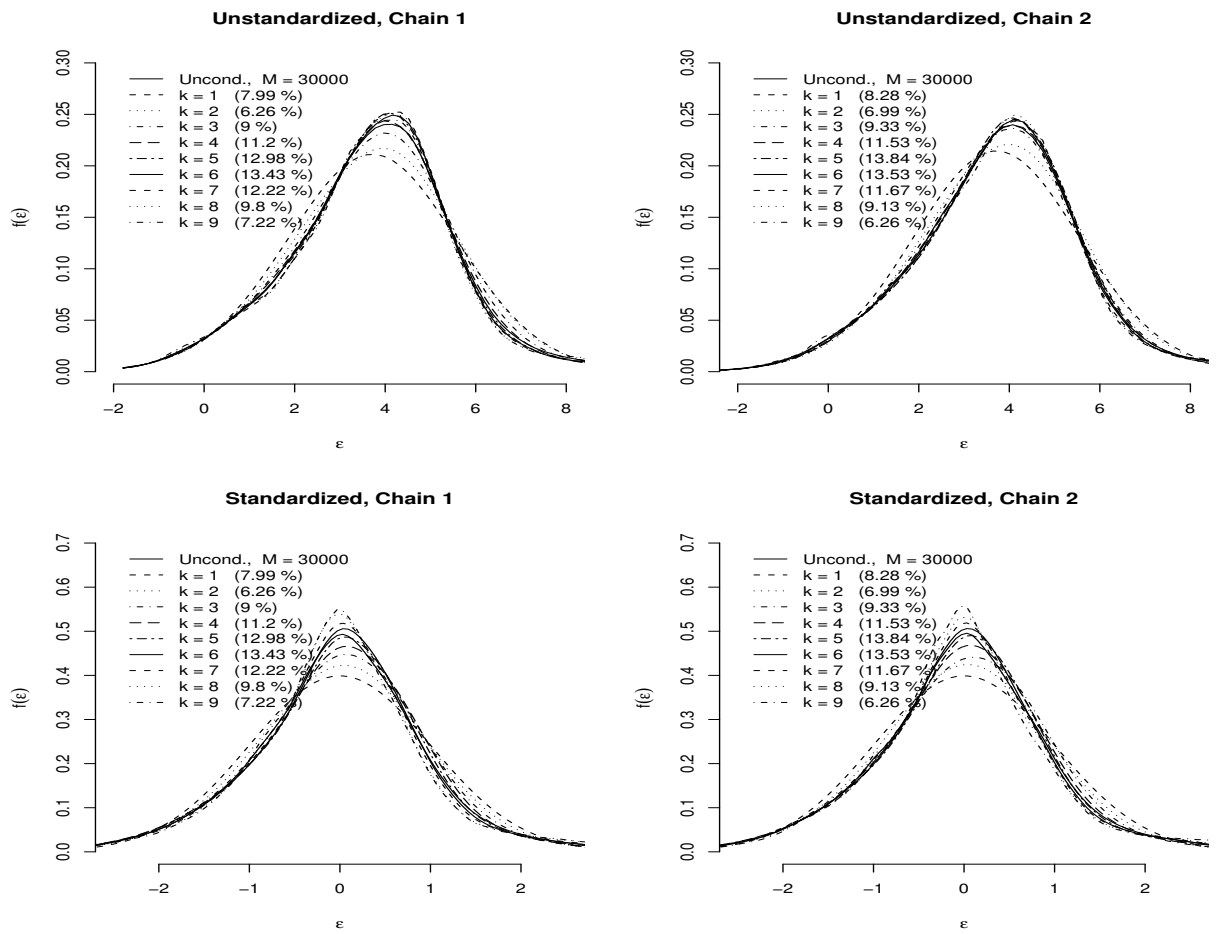 Unstandardized, Chain 1
0.30
0.25
0.20
0.15
0.10
0.05
0.00
f(ε)
Uncond., M = 30000
k = 1 (7.99 %)
k = 2 (6.26 %)
k = 3 (9 %)
k = 4 (11.2 %)
k = 5 (12.98 %)
k = 6 (13.43 %)
k = 7 (12.22 %)
k = 8 (9.8 %)
k = 9 (7.22 %)
−2 0 2 4 6 8
ε
Unstandardized, Chain 2
0.30
0.25
0.20
0.15
0.10
0.05
0.00
f(ε)
Uncond., M = 30000
k = 1 (8.28 %)
k = 2 (6.99 %)
k = 3 (9.33 %)
k = 4 (11.53 %)
k = 5 (13.84 %)
k = 6 (13.53 %)
k = 7 (11.67 %)
k = 8 (9.13 %)
k = 9 (6.26 %)
−2 0 2 4 6 8
ε
Standardized, Chain 1
0.7
0.6
0.5
0.4
0.3
0.2
0.1
0.0
f(ε)
Uncond., M = 30000
k = 1 (7.99 %)
k = 2 (6.26 %)
k = 3 (9 %)
k = 4 (11.2 %)
k = 5 (12.98 %)
k = 6 (13.43 %)
k = 7 (12.22 %)
k = 8 (9.8 %)
k = 9 (7.22 %)
−2 −1 0 1 2
ε
Standardized, Chain 2
0.7
0.6
0.5
0.4
0.3
0.2
0.1
0.0
f(ε)
Uncond., M = 30000
k = 1 (8.28 %)
k = 2 (6.99 %)
k = 3 (9.33 %)
k = 4 (11.53 %)
k = 5 (13.84 %)
k = 6 (13.53 %)
k = 7 (11.67 %)
k = 8 (9.13 %)
k = 9 (6.26 %)
−2 −1 0 1 2
ε